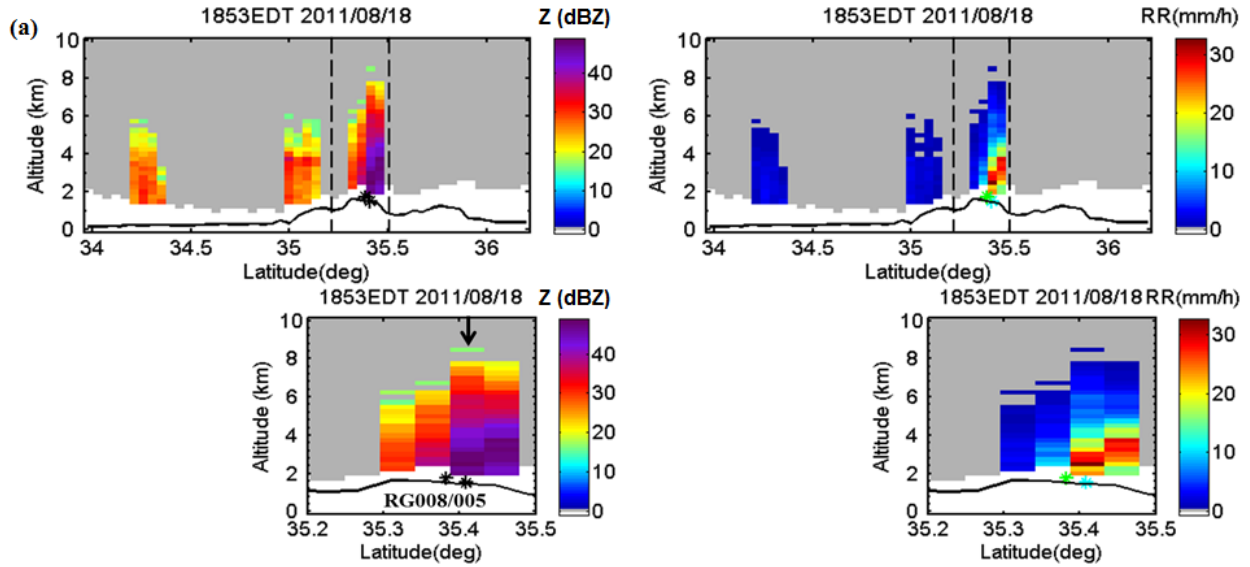 (a)
1853EDT 2011/08/18 Z (dBZ)
10
8
6
4
2
0
Altitude (km)
34 34.5 35 35.5 36
Latitude(deg)
40
30
20
10
0
1853EDT 2011/08/18 RR(mm/h)
10
8
6
4
2
0
Altitude (km)
34 34.5 35 35.5 36
Latitude(deg)
30
20
10
0
1853EDT 2011/08/18 Z (dBZ)
10
8
6
4
2
0
Altitude (km)
RG008/005
35.2 35.3 35.4 35.5
Latitude(deg)
40
30
20
10
0
1853EDT 2011/08/18 RR(mm/h)
10
8
6
4
2
0
Altitude (km)
35.2 35.3 35.4 35.5
Latitude(deg)
30
20
10
0